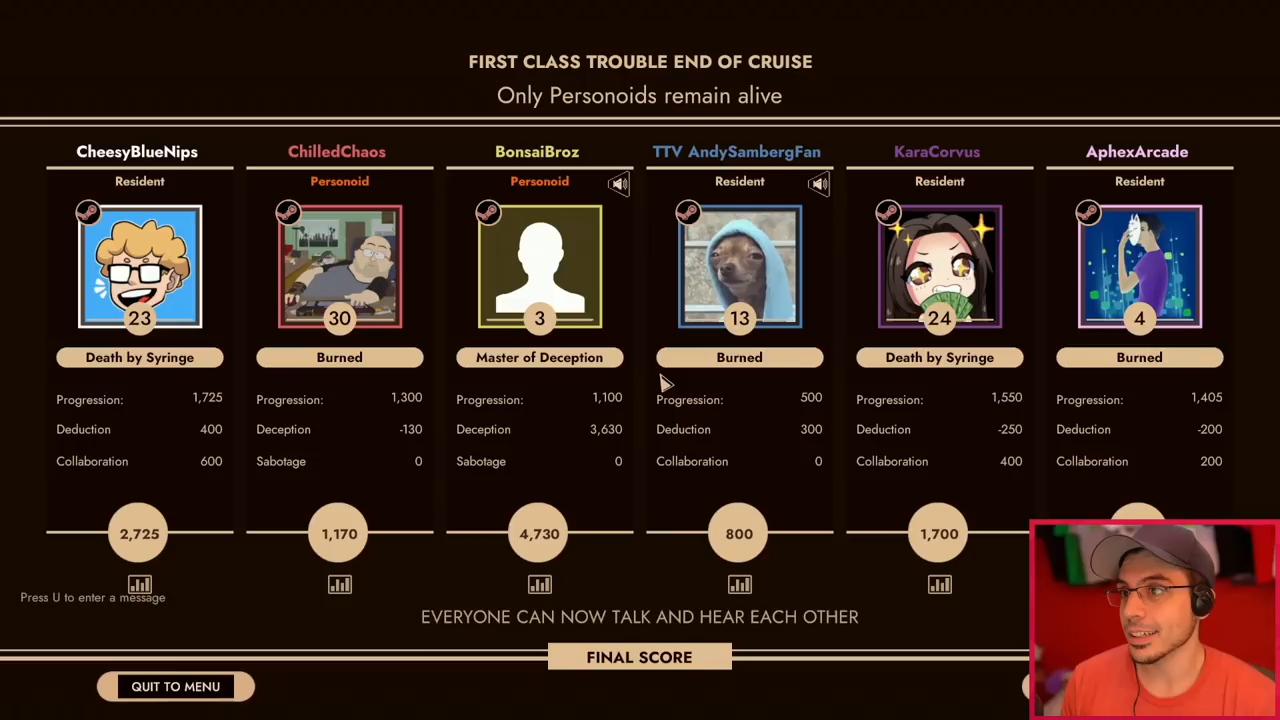 FIRST CLASS TROUBLE END OF CRUISE
Only Personoids remain alive
CheesyBlueNips
Resident
23
Death by Syringe
Progression: 1,725
Deduction 400
Collaboration 600
2,725
ChilledChaos
Personoid
30
Burned
Progression: 1,300
Deception -130
Sabotage 0
1,170
BonsaiBroz
Personoid
3
Master of Deception
Progression: 1,100
Deception 3,630
Sabotage 0
4,730
TTV AndySambergFan
Resident
13
Burned
Progression: 500
Deduction 300
Collaboration 0
800
KaraCorvus
Resident
24
Death by Syringe
Progression: 1,550
Deduction -250
Collaboration 400
1,700
AphexArcade
Resident
4
Burned
Progression: 1,405
Deduction -200
Collaboration 200
Press U to enter a message
EVERYONE CAN NOW TALK AND HEAR EACH OTHER
FINAL SCORE
QUIT TO MENU